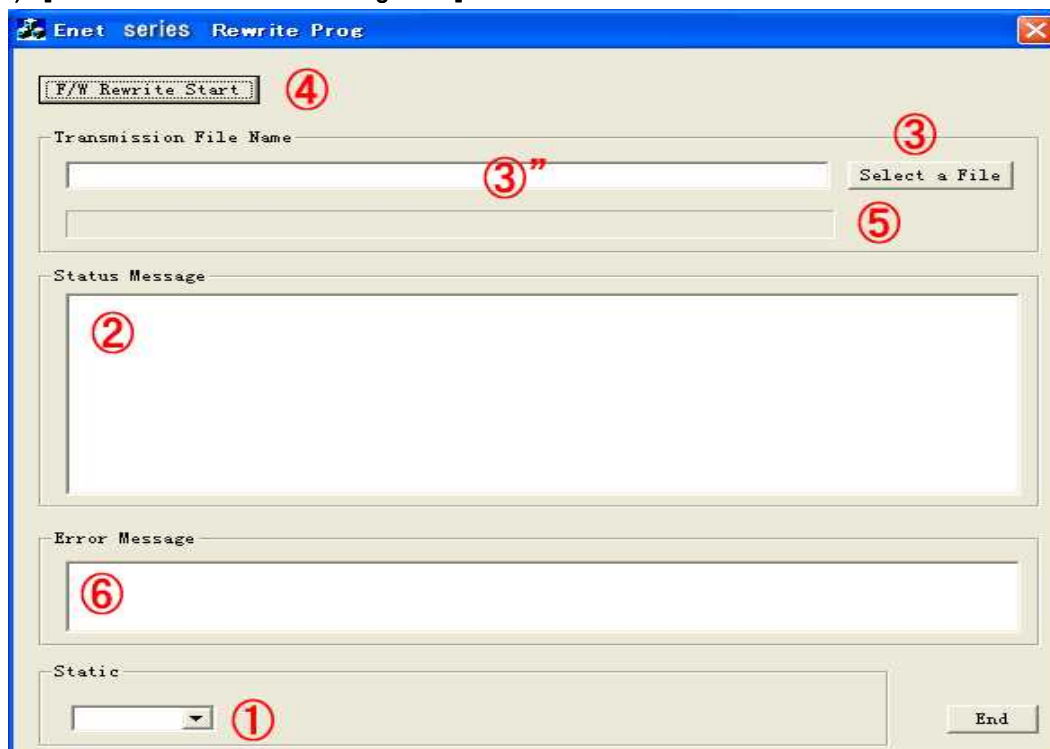 Enet series Rewrite Prog
F/W Rewrite Start ④
Transmission File Name ③
③” Select a File
⑤
Status Message
②
Error Message
⑥
Static
① End